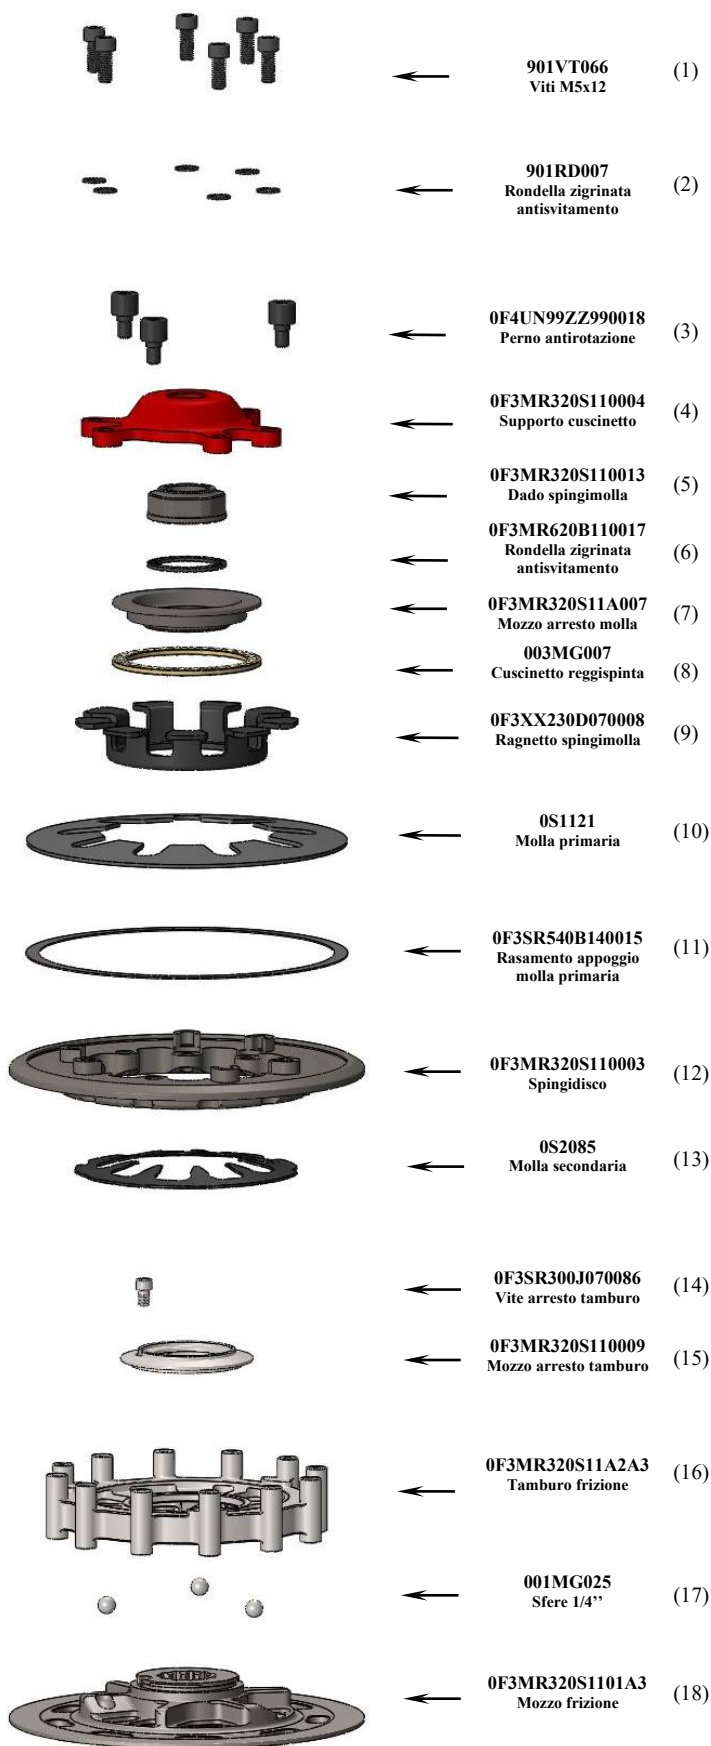 901VT066 (1)
Viti M5x12
901RD007 (2)
Rondella zigrinata
antisvitamento
0F4UN99ZZ990018 (3)
Perno antirotazione
0F3MR320S110004 (4)
Supporto cuscinetto
0F3MR320S110013 (5)
Dado spingimolla
0F3MR620B110017
Rondella zigrinata (6)
antisvitamento
0F3MR320S11A007 (7)
Mozzo arresto molla
003MG007
Cuscinetto reggispinta (8)
0F3XX230D070008 (9)
Ragnetto spingimolla
0S1121 (10)
Molla primaria
0F3SR540B140015 (11)
Rasamento appoggio
molla primaria
0F3MR320S110003 (12)
Spingidisco
0S2085 (13)
Molla secondaria
0F3SR300J070086 (14)
Vite arresto tamburo
0F3MR320S110009 (15)
Mozzo arresto tamburo
0F3MR320S11A2A3 (16)
Tamburo frizione
001MG025 (17)
Sfere 1/4’’
0F3MR320S1101A3 (18)
Mozzo frizione